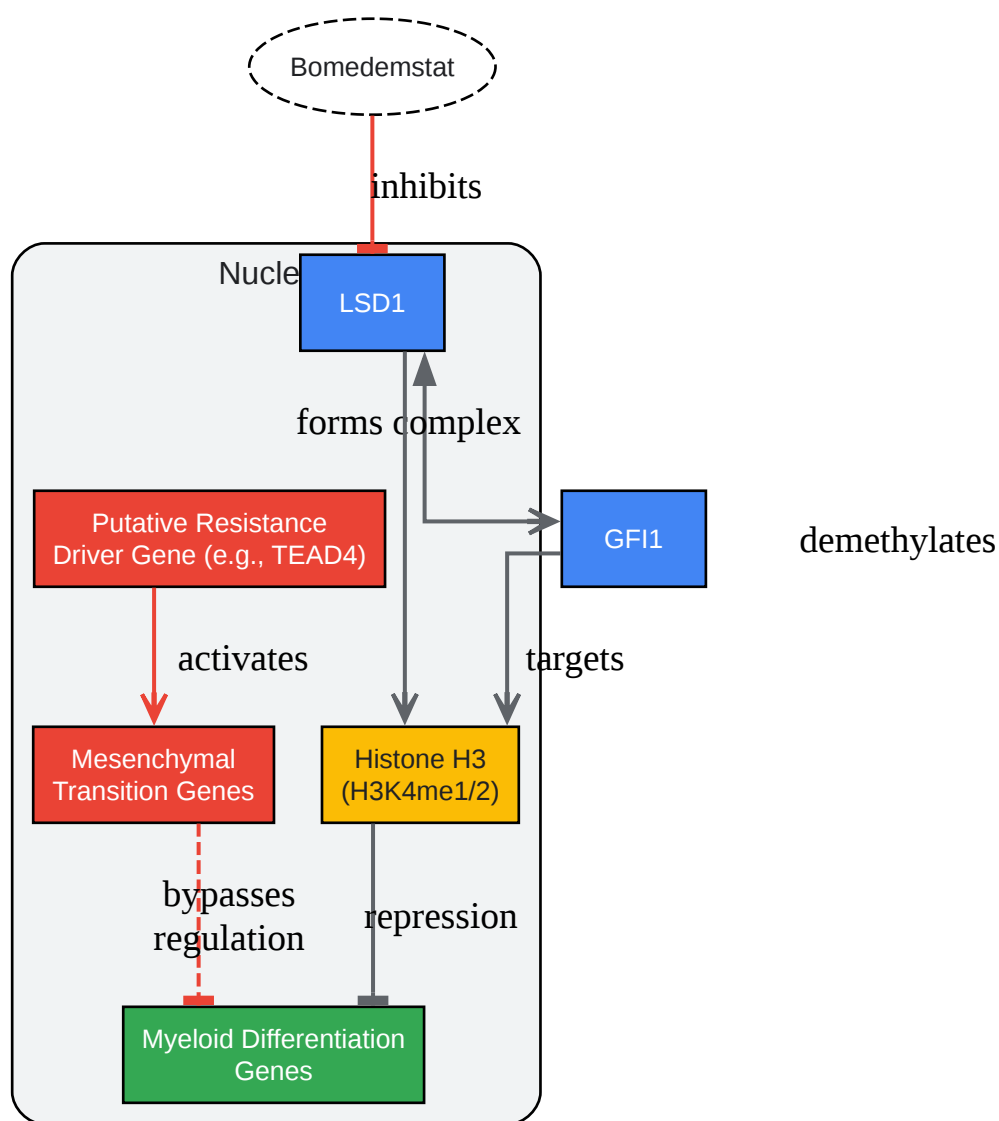 Bomedemstat
inhibits
Nucle
LSD1
forms complex
Putative Resistance
Driver Gene (e.g., TEAD4)
GFI1
demethylates
activates
targets
Mesenchymal
Transition Genes
Histone H3
(H3K4me1/2)
bypasses
regulation
repression
Myeloid Differentiation
Genes